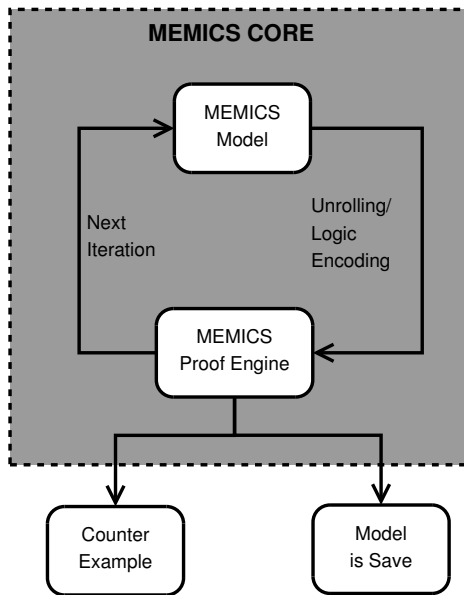 MEMICS CORE
MEMICS
Model
Next
Iteration
Unrolling/
Logic
Encoding
MEMICS
Proof Engine
Counter
Example
Model
is Save